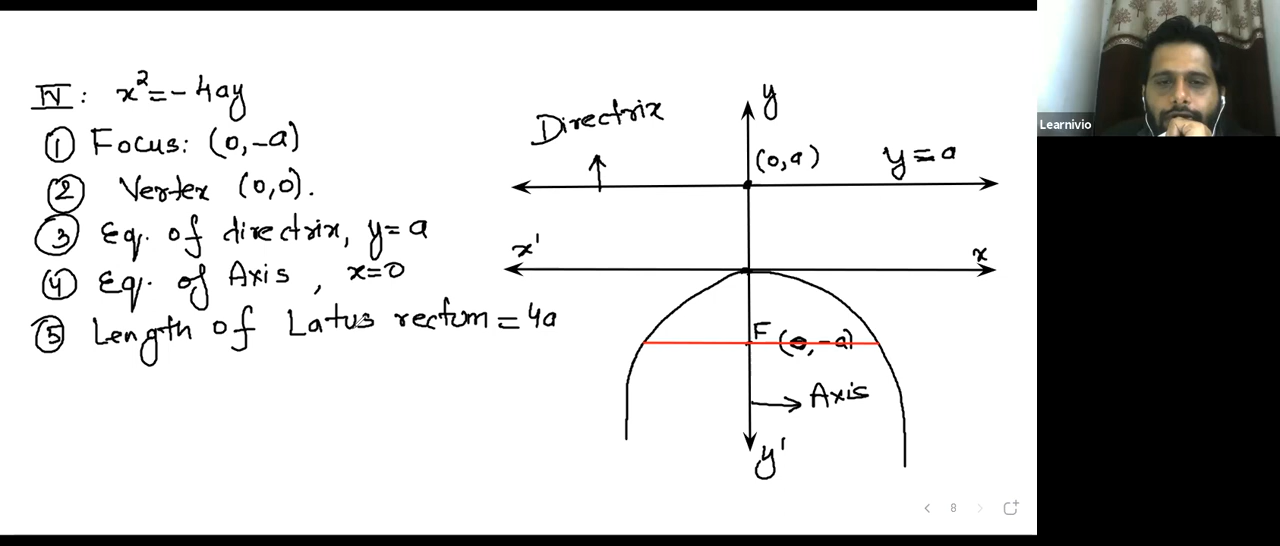 IV: x²=-4ay
① Focus: (0,-a)
② Vertex (0,0).
③ Eq. of directrix, y=a
④ Eq. of Axis, x=0
⑤ Length of Latus rectum = 4a
Directrix
y
(0,a)
y=a
x'
x
F (0,-a)
Axis
y'
Learnivio
8